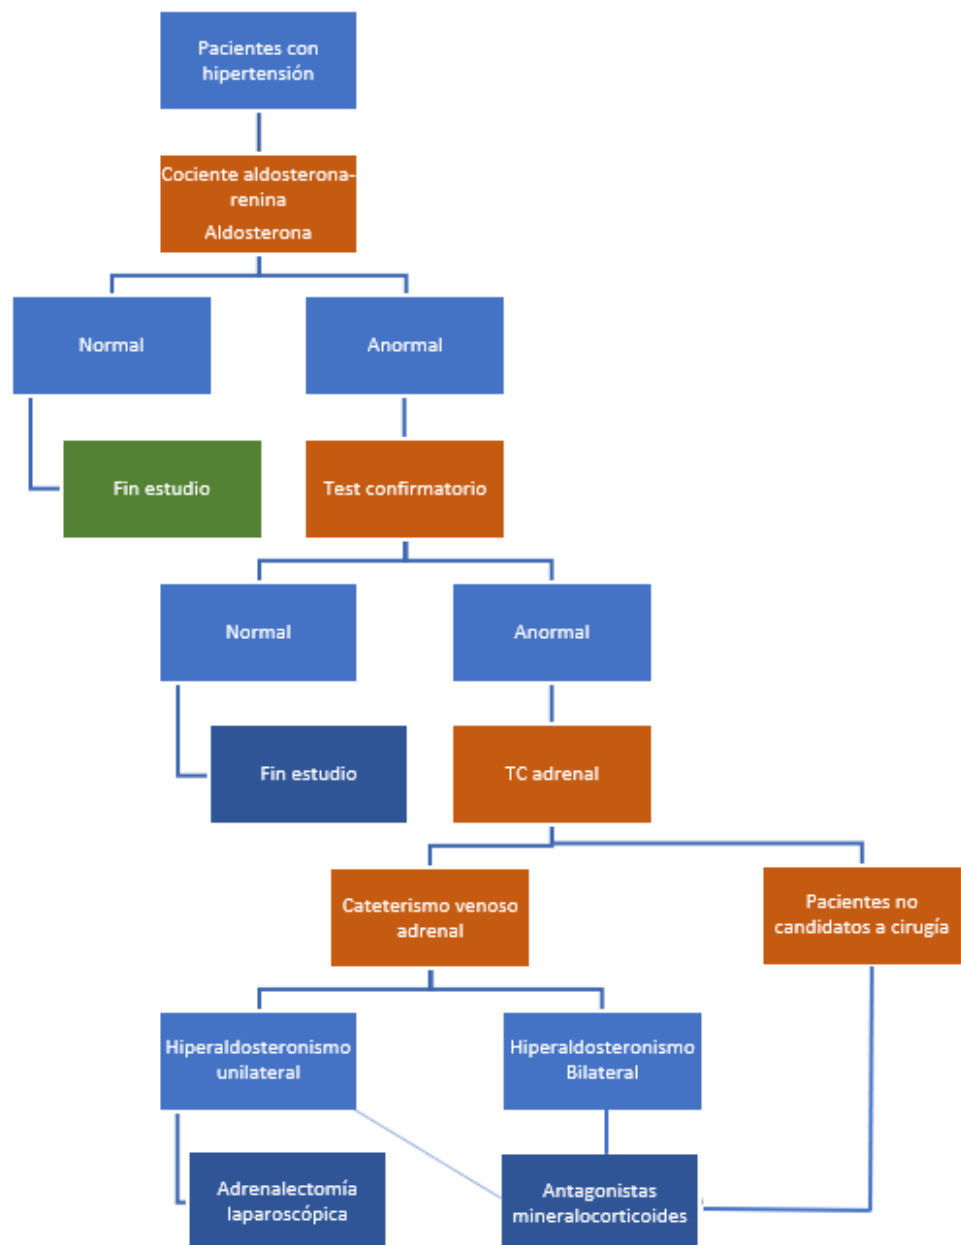 Pacientes con
hipertensión
Cociente aldosterona-
renina
Aldosterona
Normal
Anormal
Fin estudio
Test confirmatorio
Normal
Anormal
Fin estudio
TC adrenal
Cateterismo venoso
adrenal
Pacientes no
candidatos a cirugía
Hiperaldosteronismo
unilateral
Hiperaldosteronismo
Bilateral
Adrenalectomía
laparoscópica
Antagonistas
mineralocorticoides